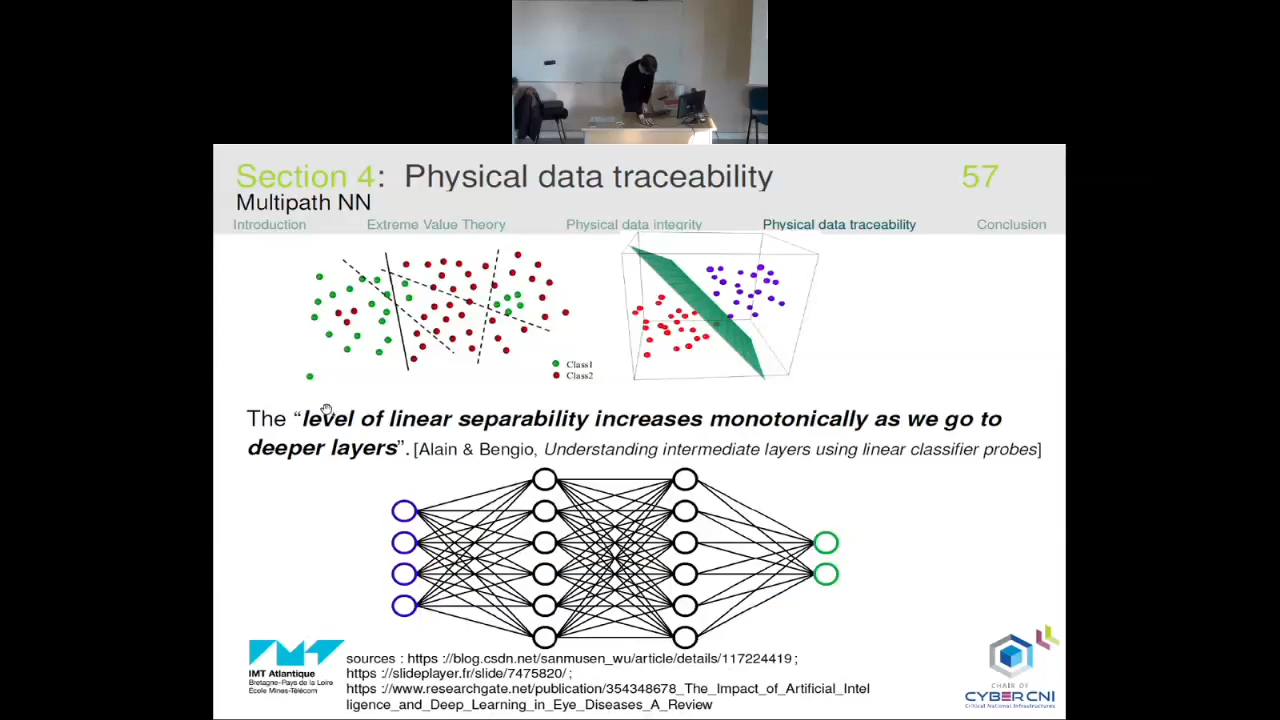 Section 4: Physical data traceability
57
Multipath NN
Introduction
Extreme Value Theory
Physical data integrity
Physical data traceability
Conclusion
Class1
Class2
The “level of linear separability increases monotonically as we go to
deeper layers”. [Alain & Bengio, Understanding intermediate layers using linear classifier probes]
IMT Atlantique
Bretagne-Pays de la Loire
École Mines-Télécom
sources : https ://blog.csdn.net/sanmusen_wu/article/details/117224419 ;
https ://slideplayer.fr/slide/7475820/ ;
https ://www.researchgate.net/publication/354348678_The_Impact_of_Artificial_Intel
ligence_and_Deep_Learning_in_Eye_Diseases_A_Review
CHAIR OF
CYBER CNI
Critical National Infrastructures